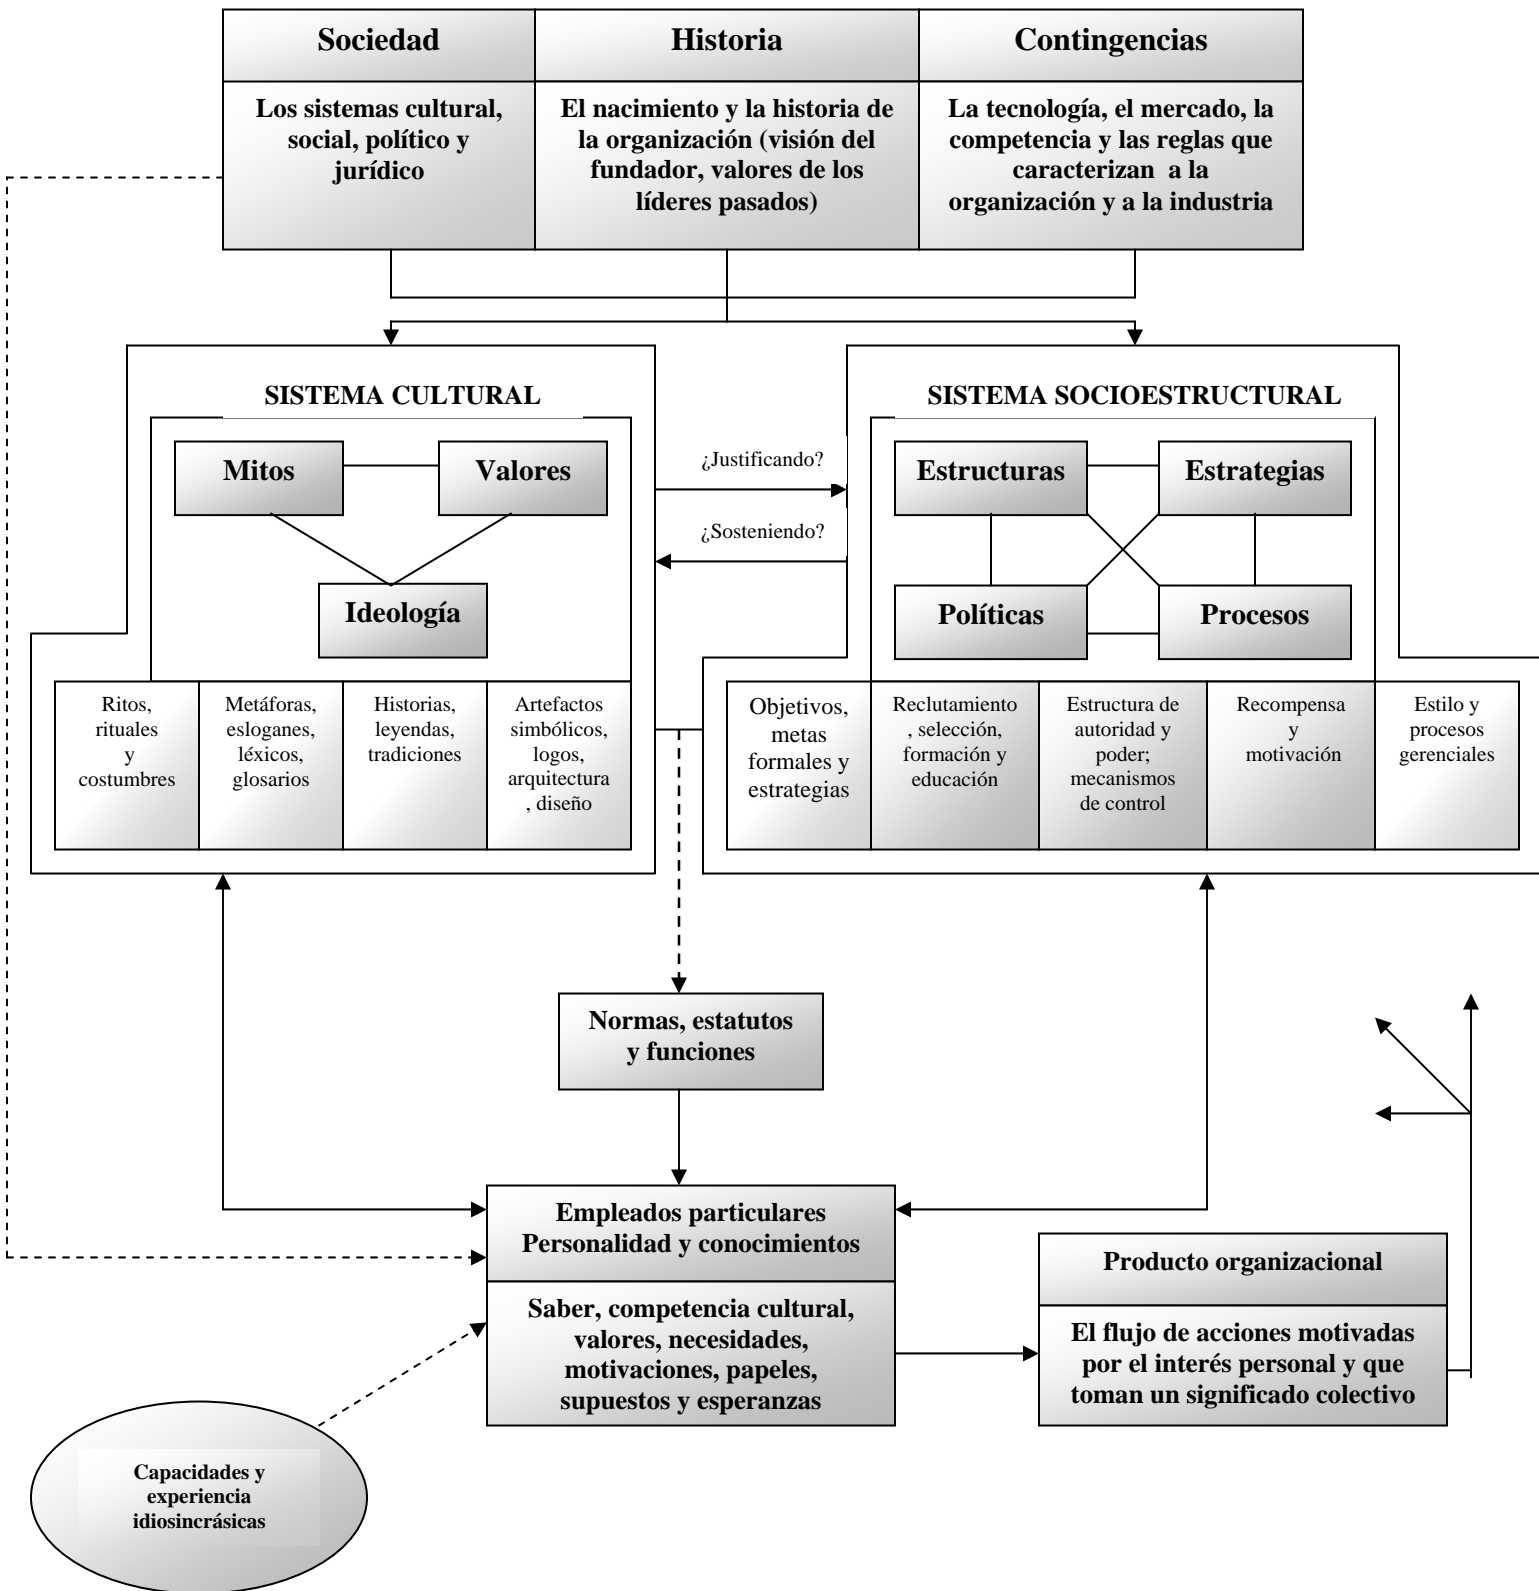 Sociedad
Historia
Contingencias
Los sistemas cultural,
social, político y
jurídico
El nacimiento y la historia de
la organización (visión del
fundador, valores de los
líderes pasados)
La tecnología, el mercado, la
competencia y las reglas que
caracterizan a la
organización y a la industria
SISTEMA CULTURAL
Mitos
Valores
Ideología
Ritos,
rituales
y
costumbres
Metáforas,
esloganes,
léxicos,
glosarios
Historias,
leyendas,
tradiciones
Artefactos
simbólicos,
logos,
arquitectura
, diseño
¿Justificando?
¿Sosteniendo?
SISTEMA SOCIOESTRUCTURAL
Estructuras
Estrategias
Políticas
Procesos
Objetivos,
metas
formales y
estrategias
Reclutamiento
, selección,
formación y
educación
Estructura de
autoridad y
poder;
mecanismos
de control
Recompensa
y
motivación
Estilo y
procesos
gerenciales
Normas, estatutos
y funciones
Empleados particulares
Personalidad y conocimientos
Saber, competencia cultural,
valores, necesidades,
motivaciones, papeles,
supuestos y esperanzas
Producto organizacional
El flujo de acciones motivadas
por el interés personal y que
toman un significado colectivo
Capacidades y
experiencia
idiosincrásicas